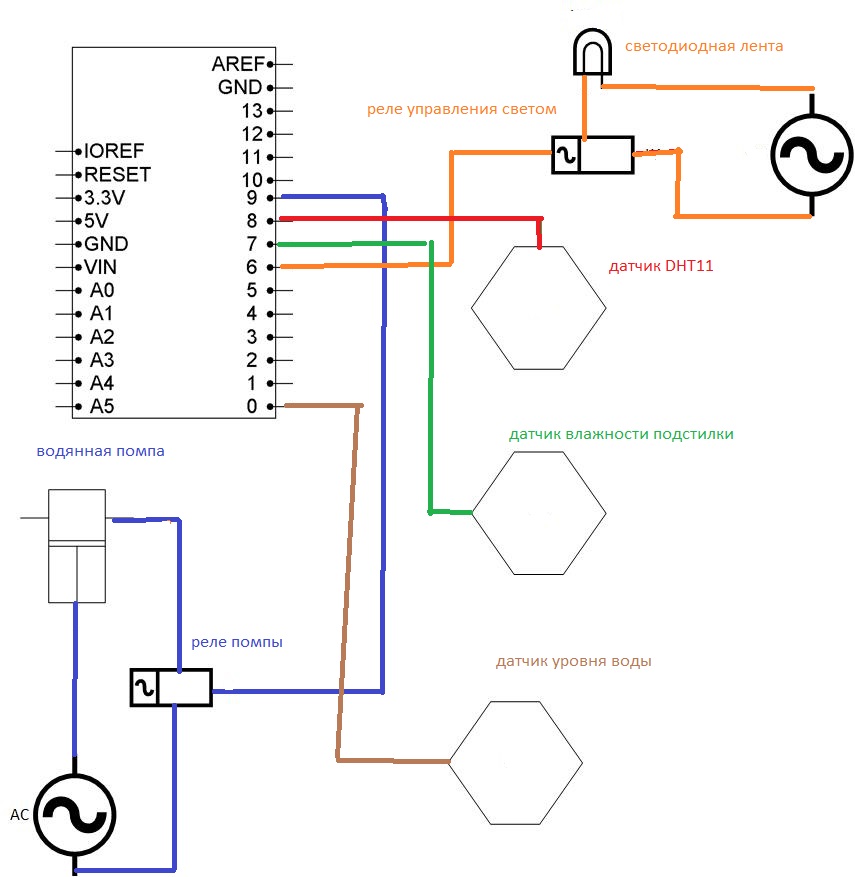 AREF
GND
13
12
11
10
9
8
7
6
5
4
3
2
1
0
IOREF
RESET
3.3V
5V
GND
VIN
A0
A1
A2
A3
A4
A5
светодиодная лента
реле управления светом
датчик DHT11
датчик влажности подстилки
водянная помпа
реле помпы
датчик уровня воды
AC